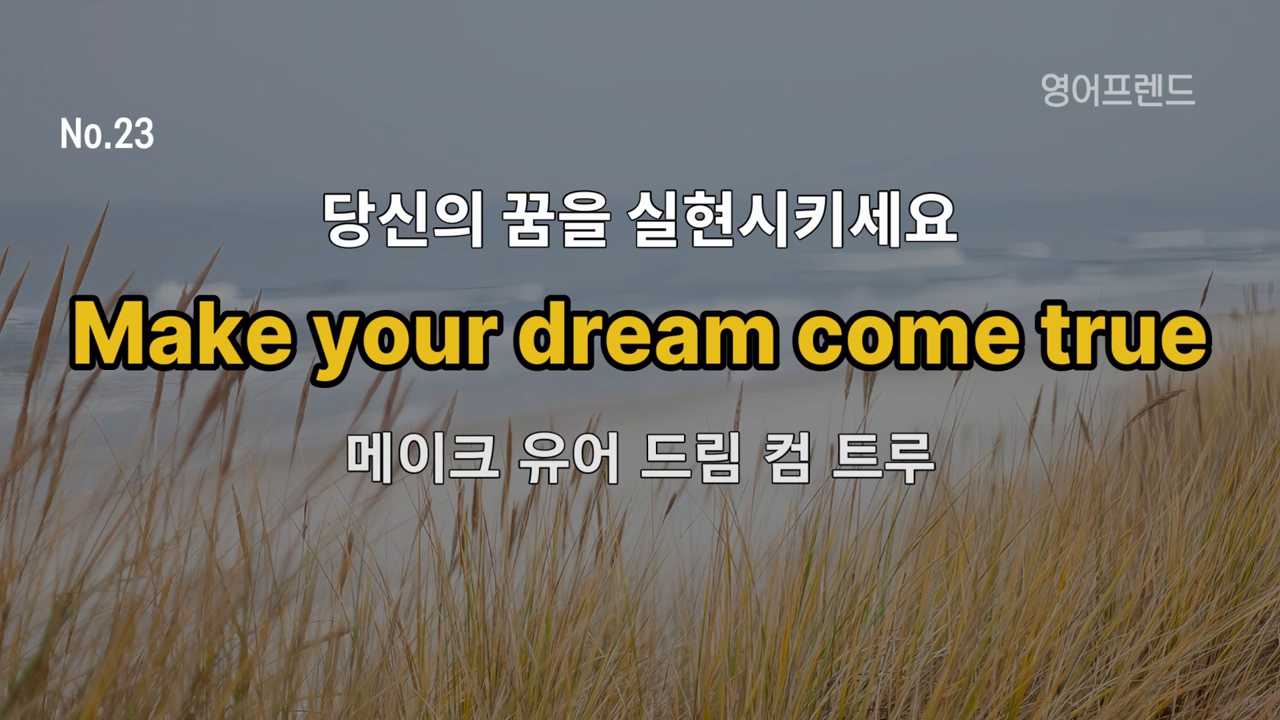 영어프렌드
No.23
당신의 꿈을 실현시키세요
Make your dream come true
메이크 유어 드림 컴 트루